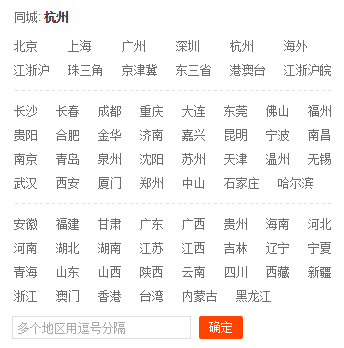 同城: 杭州
北京 上海 广州 深圳 杭州 海外
江浙沪 珠三角 京津冀 东三省 港澳台 江浙沪皖
长沙 长春 成都 重庆 大连 东莞 佛山 福州
贵阳 合肥 金华 济南 嘉兴 昆明 宁波 南昌
南京 青岛 泉州 沈阳 苏州 天津 温州 无锡
武汉 西安 厦门 郑州 中山 石家庄 哈尔滨
安徽 福建 甘肃 广东 广西 贵州 海南 河北
河南 湖北 湖南 江苏 江西 吉林 辽宁 宁夏
青海 山东 山西 陕西 云南 四川 西藏 新疆
浙江 澳门 香港 台湾 内蒙古 黑龙江
多个地区用逗号分隔 确定